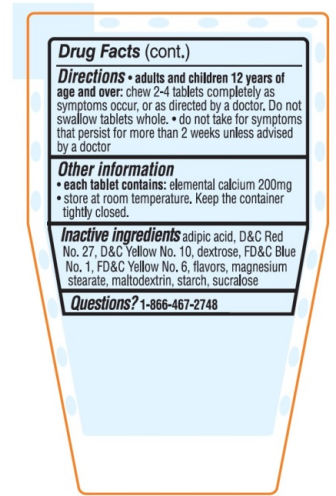 Drug Facts (cont.)
Directions • adults and children 12 years of
age and over: chew 2-4 tablets completely as
symptoms occur, or as directed by a doctor. Do not
swallow tablets whole. • do not take for symptoms
that persist for more than 2 weeks unless advised
by a doctor
Other information
• each tablet contains: elemental calcium 200mg
• store at room temperature. Keep the container
tightly closed.
Inactive ingredients adipic acid, D&C Red
No. 27, D&C Yellow No. 10, dextrose, FD&C Blue
No. 1, FD&C Yellow No. 6, flavors, magnesium
stearate, maltodextrin, starch, sucralose
Questions? 1-866-467-2748